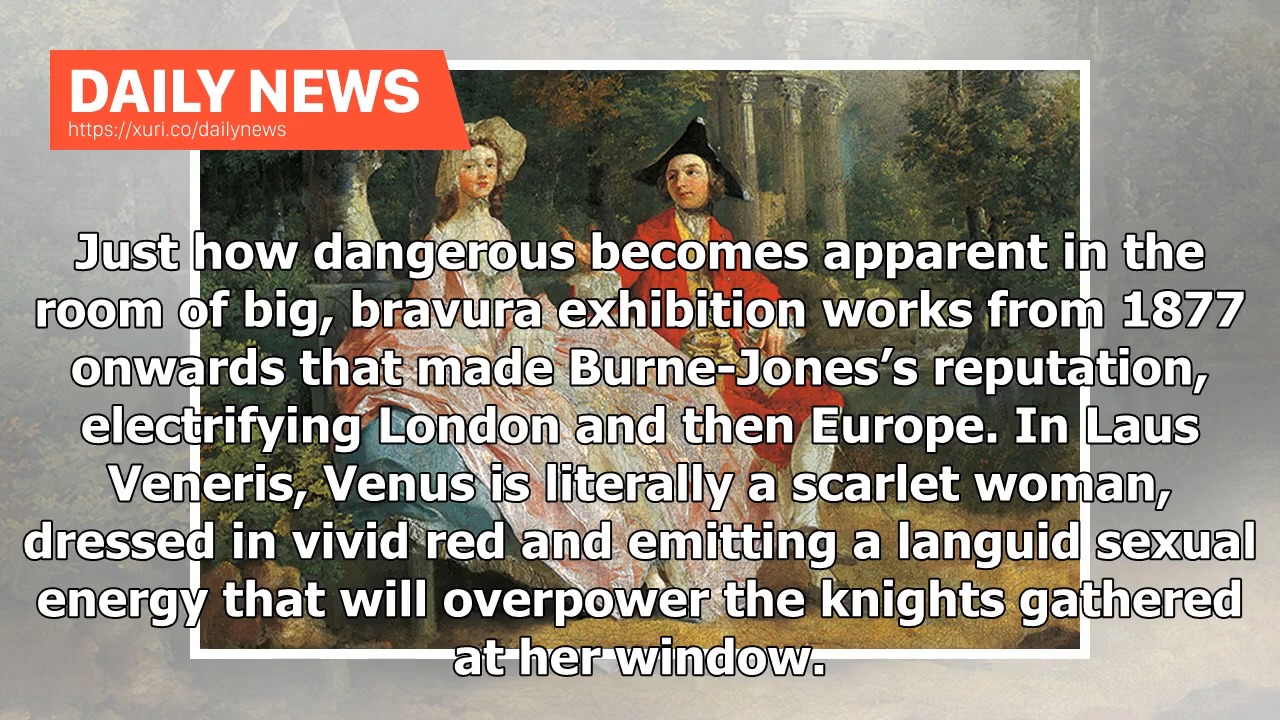 DAILY NEWS
https://xuri.co/dailynews
Just how dangerous becomes apparent in the
room of big, bravura exhibition works from 1877
onwards that made Burne-Jones’s reputation,
electrifying London and then Europe. In Laus
Veneris, Venus is literally a scarlet woman,
dressed in vivid red and emitting a languid sexual
energy that will overpower the knights gathered
at her window.